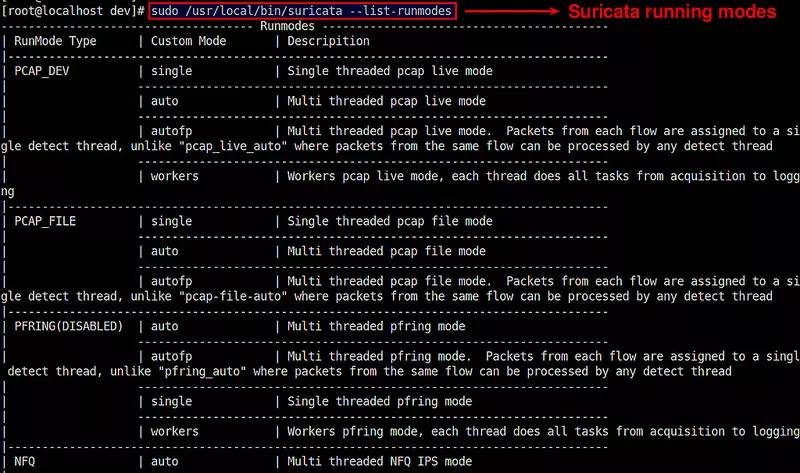 [root@localhost dev]# sudo /usr/local/bin/suricata --list-runmodes Suricata running modes
------------------------------------- Runmodes ------------------------------------------
| RunMode Type | Custom Mode | Descripition
|----------------------------------------------------------------------------------------
| PCAP_DEV | single | Single threaded pcap live mode
| ---------------------------------------------------------------------
| | auto | Multi threaded pcap live mode
| ---------------------------------------------------------------------
| | autofp | Multi threaded pcap live mode. Packets from each flow are assigned to a si
gle detect thread, unlike "pcap_live_auto" where packets from the same flow can be processed by any detect thread
| ---------------------------------------------------------------------
| | workers | Workers pcap live mode, each thread does all tasks from acquisition to logg
ng
|----------------------------------------------------------------------------------------
| PCAP_FILE | single | Single threaded pcap file mode
| ---------------------------------------------------------------------
| | auto | Multi threaded pcap file mode
| ---------------------------------------------------------------------
| | autofp | Multi threaded pcap file mode. Packets from each flow are assigned to a si
gle detect thread, unlike "pcap-file-auto" where packets from the same flow can be processed by any detect thread
|----------------------------------------------------------------------------------------
| PFRING(DISABLED) | auto | Multi threaded pfring mode
| ---------------------------------------------------------------------
| | autofp | Multi threaded pfring mode. Packets from each flow are assigned to a singl
detect thread, unlike "pfring_auto" where packets from the same flow can be processed by any detect thread
| ---------------------------------------------------------------------
| | single | Single threaded pfring mode
| ---------------------------------------------------------------------
| | workers | Workers pfring mode, each thread does all tasks from acquisition to logging
|----------------------------------------------------------------------------------------
| NFQ | auto | Multi threaded NFQ IPS mode